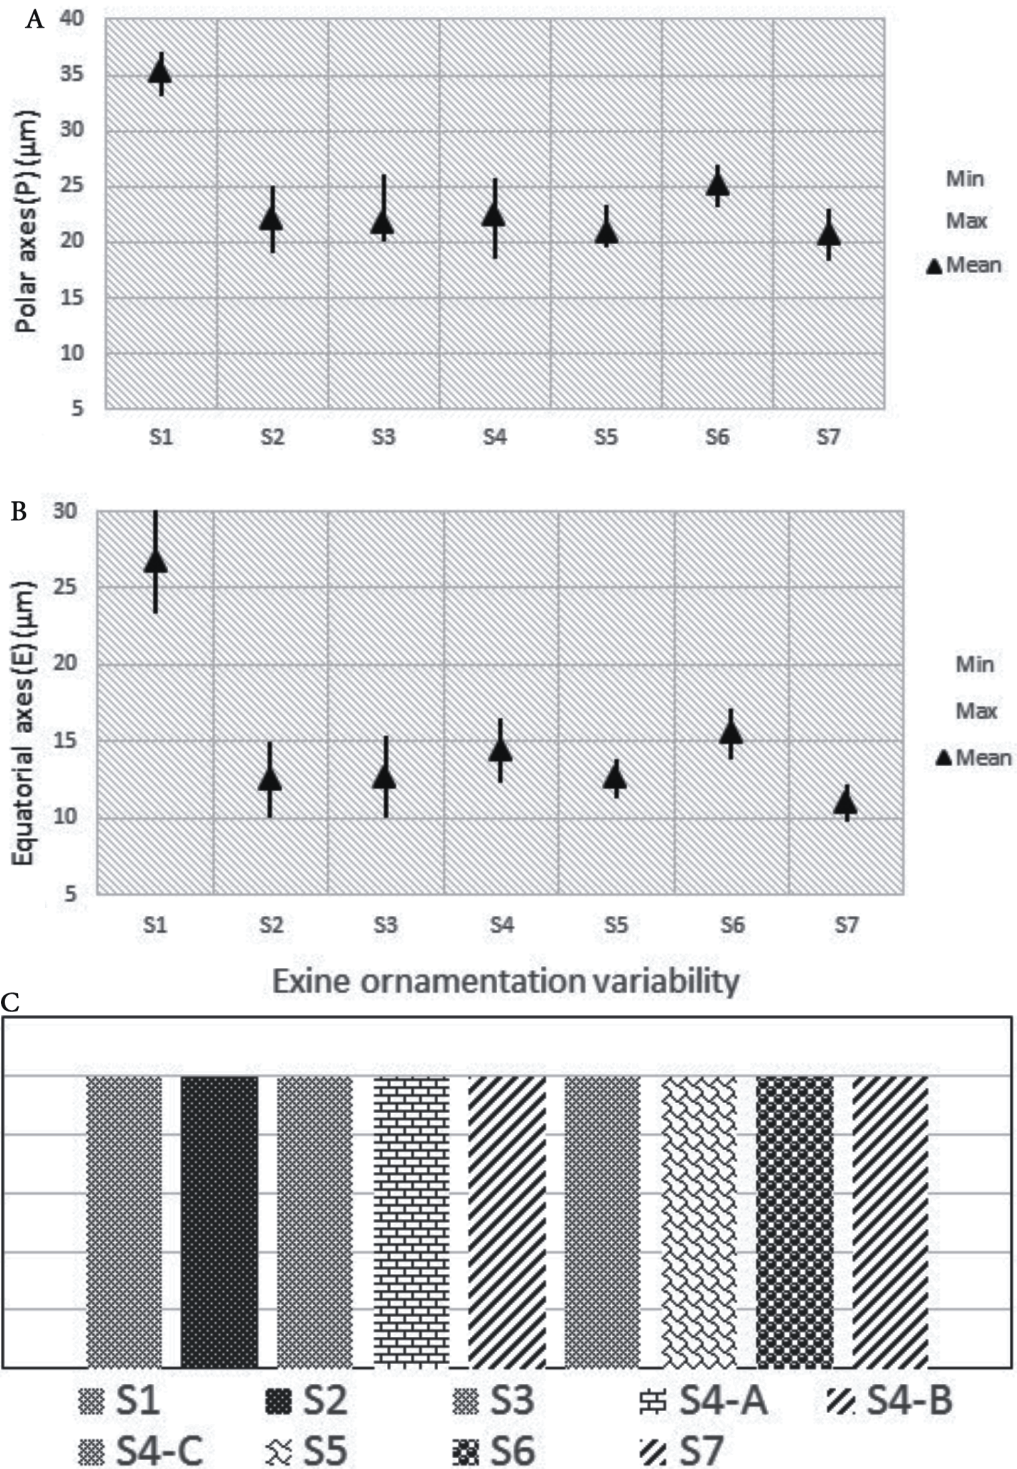 A
Polar axes(P)(µm)
40
35
30
25
20
15
10
5
S1 S2 S3 S4 S5 S6 S7
Min
Max
Mean
B
Equatorial axes(E)(µm)
30
25
20
15
10
5
S1 S2 S3 S4 S5 S6 S7
Min
Max
Mean
Exine ornamentation variability
C
S1 S2 S3 S4-A S4-B
S4-C S5 S6 S7